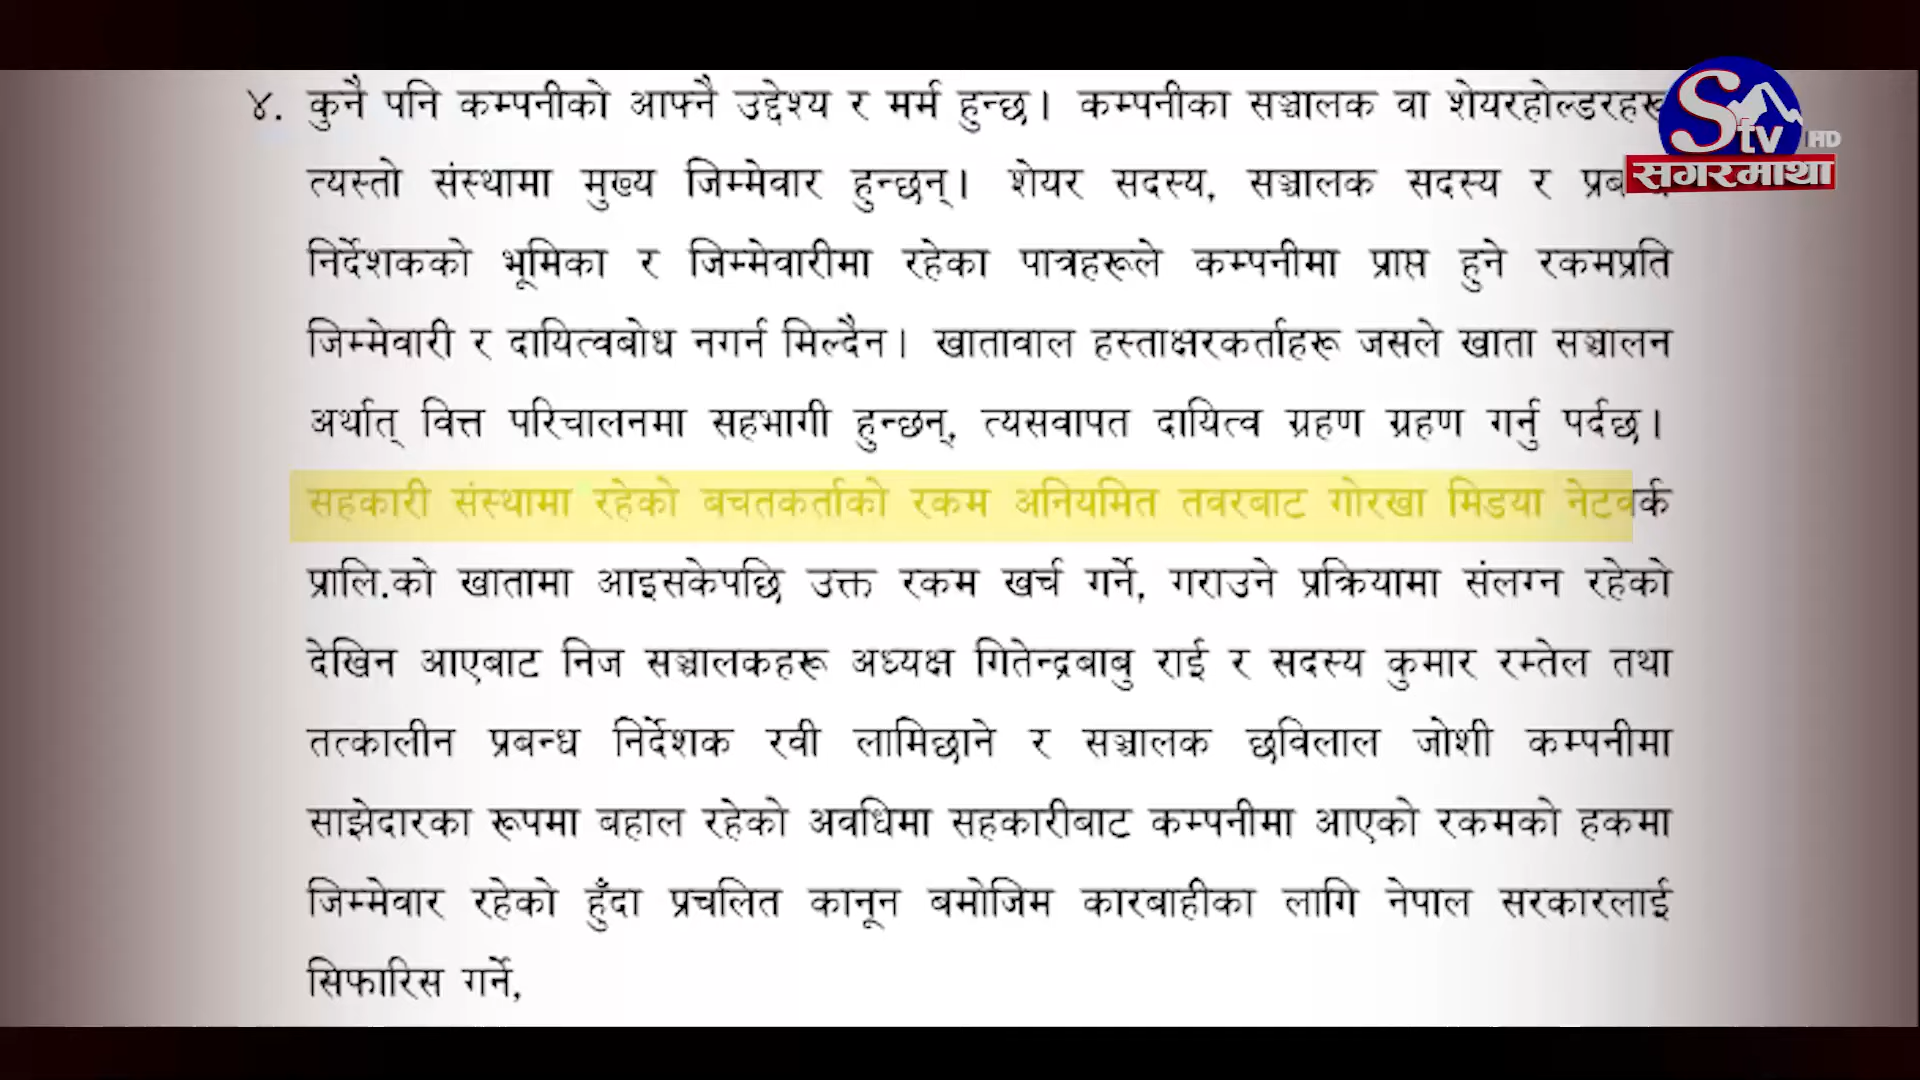 ४. कुनै पनि कम्पनीको आफ्नै उद्देश्य र मर्म हुन्छ। कम्पनीका सञ्चालक वा शेयरहोल्डरहरू
त्यस्तो संस्थामा मुख्य जिम्मेवार हुन्छन्। शेयर सदस्य, सञ्चालक सदस्य र
निर्देशकको भूमिका र जिम्मेवारीमा रहेका पात्रहरूले कम्पनीमा प्राप्त हुने रकमप्रति
जिम्मेवारी र दायित्वबोध नगर्न मिल्दैन। खातावाल हस्ताक्षरकर्ताहरू जसले खाता सञ्चालन
अर्थात् वित्त परिचालनमा सहभागी हुन्छन्, त्यसवापत दायित्व ग्रहण ग्रहण गर्नु पर्दछ।
सहकारी संस्थामा रहेको बचतकर्ताको रकम अनियमित तवरबाट गोरखा मिडया नेटवर्क
प्रालि.को खातामा आइसकेपछि उक्त रकम खर्च गर्ने, गराउने प्रक्रियामा संलग्न रहेको
देखिन आएबाट निज सञ्चालकहरू अध्यक्ष गितेन्द्रबाबु राई र सदस्य कुमार रम्तेल तथा
तत्कालीन प्रबन्ध निर्देशक रवी लामिछाने र सञ्चालक छविलाल जोशी कम्पनीमा
साझेदारका रूपमा बहाल रहेको अवधिमा सहकारीबाट कम्पनीमा आएको रकमको हकमा
जिम्मेवार रहेको हुँदा प्रचलित कानून बमोजिम कारबाहीका लागि नेपाल सरकारलाई
सिफारिस गर्ने,
Stv HD
सगरमाथा